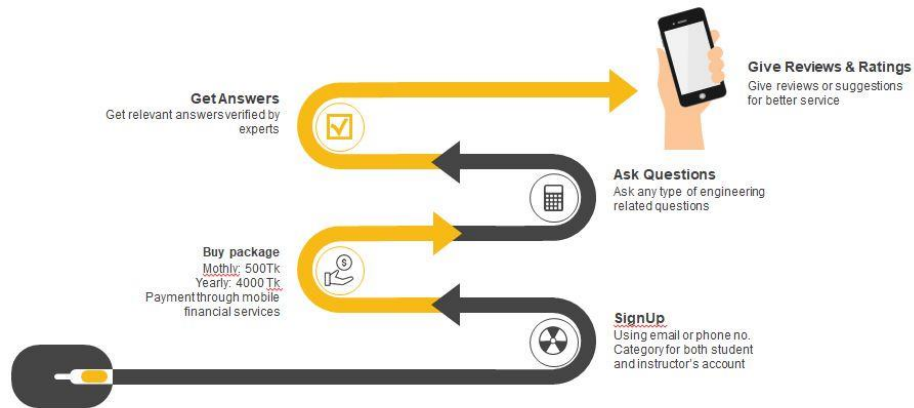 Give Reviews & Ratings
Give reviews or suggestions
for better service
Get Answers
Get relevant answers verified by
experts
Ask Questions
Ask any type of engineering
related questions
Buy package
Mothly: 500Tk
Yearly: 4000 Tk
Payment through mobile
financial services
SignUp
Using email or phone no.
Category for both student
and instructor's account